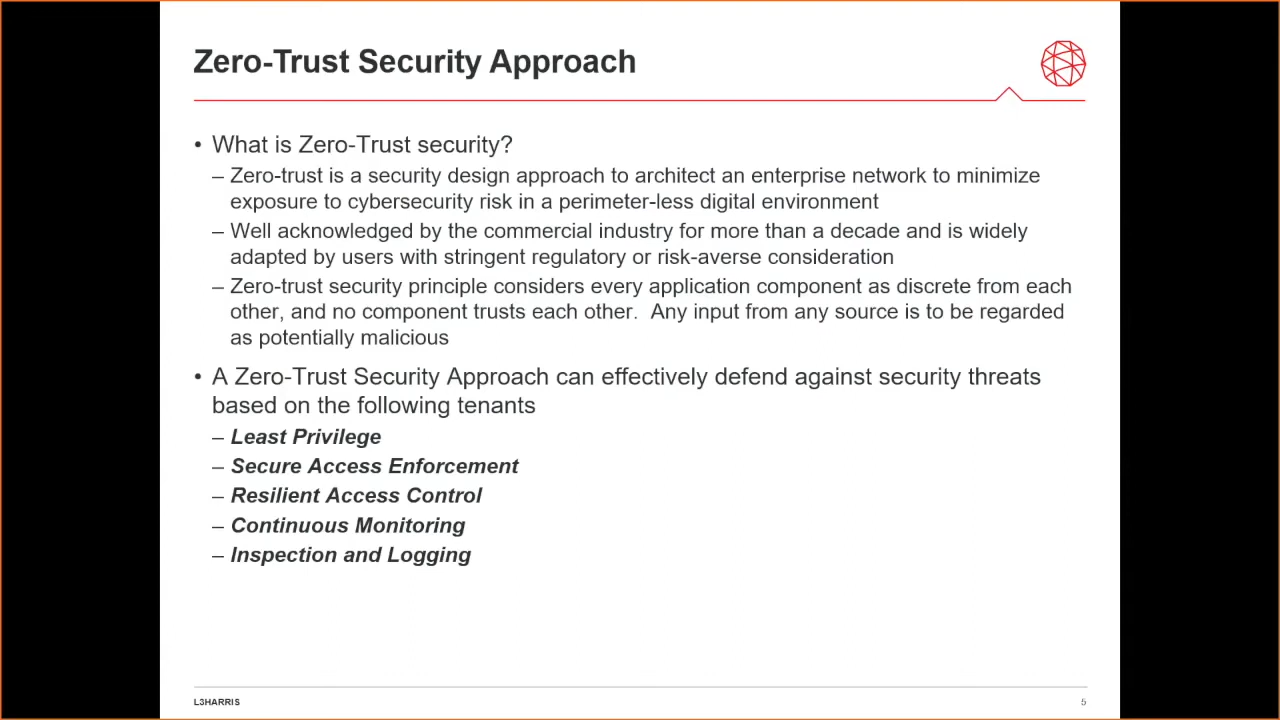 Zero-Trust Security Approach
• What is Zero-Trust security?
– Zero-trust is a security design approach to architect an enterprise network to minimize
exposure to cybersecurity risk in a perimeter-less digital environment
– Well acknowledged by the commercial industry for more than a decade and is widely
adapted by users with stringent regulatory or risk-averse consideration
– Zero-trust security principle considers every application component as discrete from each
other, and no component trusts each other.  Any input from any source is to be regarded
as potentially malicious
• A Zero-Trust Security Approach can effectively defend against security threats
based on the following tenants
– Least Privilege
– Secure Access Enforcement
– Resilient Access Control
– Continuous Monitoring
– Inspection and Logging
L3HARRIS
5